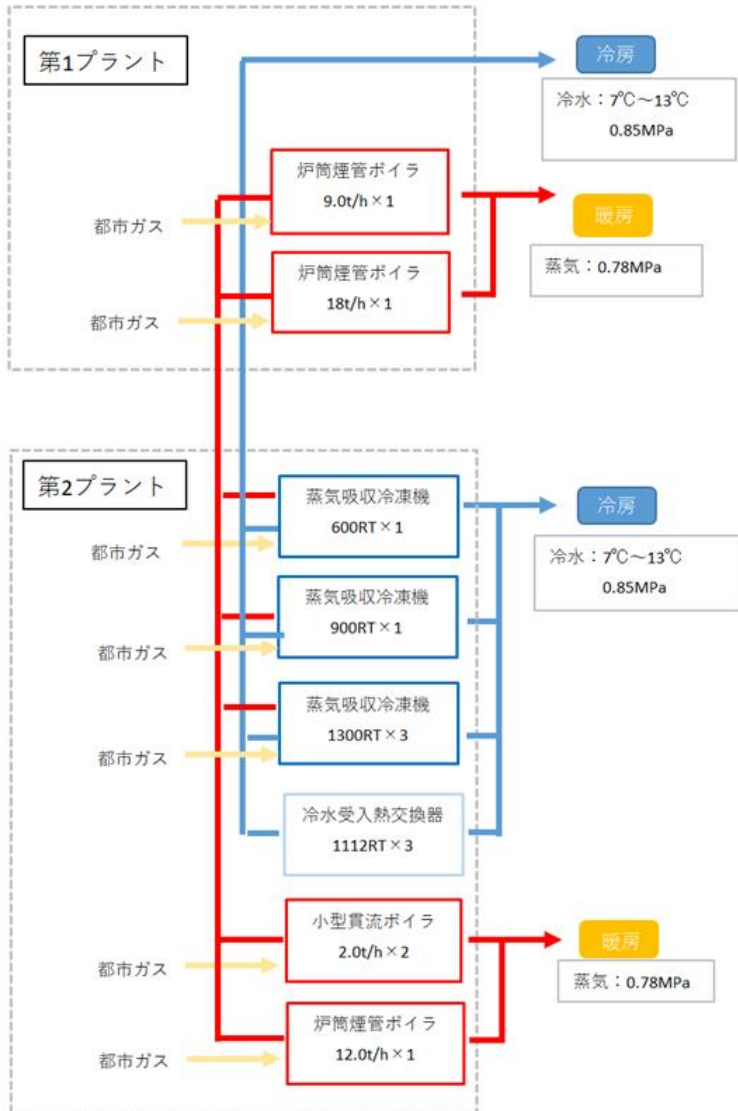 第1プラント
冷房
冷水：7℃～13℃
0.85MPa
炉筒煙管ボイラ
9.0t/h×1
都市ガス
暖房
蒸気：0.78MPa
炉筒煙管ボイラ
18t/h×1
都市ガス
第2プラント
蒸気吸収冷凍機
600RT×1
都市ガス
冷房
冷水：7℃～13℃
0.85MPa
蒸気吸収冷凍機
900RT×1
都市ガス
蒸気吸収冷凍機
1300RT×3
都市ガス
冷水受入熱交換器
1112RT×3
小型貫流ボイラ
2.0t/h×2
都市ガス
暖房
蒸気：0.78MPa
炉筒煙管ボイラ
12.0t/h×1
都市ガス